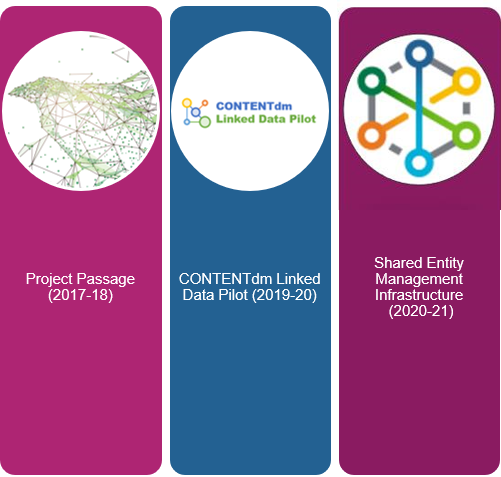 CONTENTdm
Linked Data Pilot
Project Passage
(2017-18)
CONTENTdm Linked
Data Pilot (2019-20)
Shared Entity
Management
Infrastructure
(2020-21)